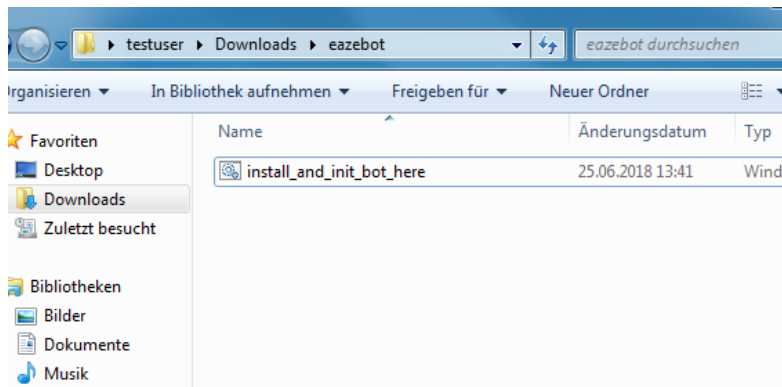 testuser Downloads eazebot eazebot durchsuchen
Organisieren In Bibliothek aufnehmen Freigeben für Neuer Ordner
Name Änderungsdatum Typ
Favoriten
Desktop install_and_init_bot_here 25.06.2018 13:41 Wind
Downloads
Zuletzt besucht
Bibliotheken
Bilder
Dokumente
Musik